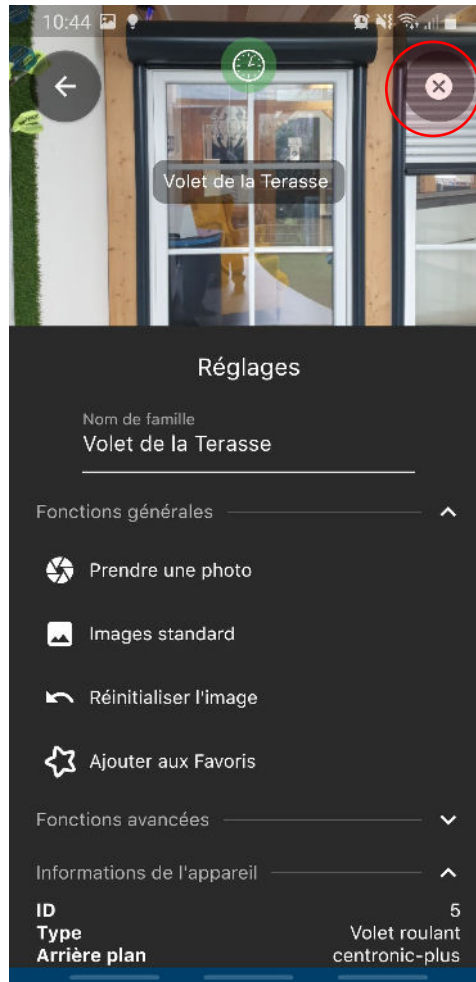 10:44
Volet de la Terasse
Réglages
Nom de famille
Volet de la Terasse
Fonctions générales
Prendre une photo
Images standard
Réinitialiser l'image
Ajouter aux Favoris
Fonctions avancées
Informations de l'appareil
ID 5
Type Volet roulant
Arrière plan centronic-plus